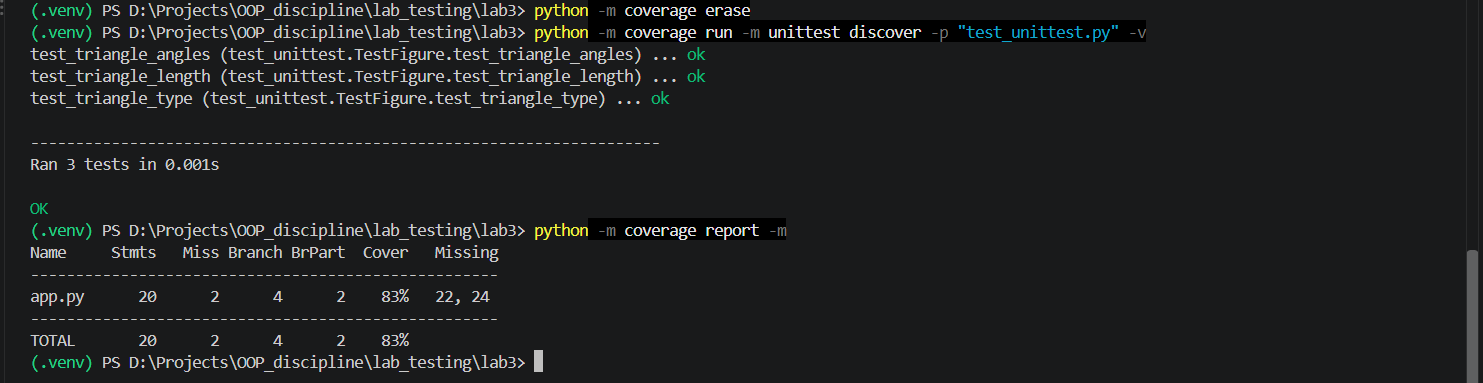 (.venv) PS D:\Projects\OOP_discipline\lab_testing\lab3> python -m coverage erase
(.venv) PS D:\Projects\OOP_discipline\lab_testing\lab3> python -m coverage run -m unittest discover -p "test_unittest.py" -v
test_triangle_angles (test_unittest.TestFigure.test_triangle_angles) ... ok
test_triangle_length (test_unittest.TestFigure.test_triangle_length) ... ok
test_triangle_type (test_unittest.TestFigure.test_triangle_type) ... ok
----------------------------------------------------------------------
Ran 3 tests in 0.001s
OK
(.venv) PS D:\Projects\OOP_discipline\lab_testing\lab3> python -m coverage report -m
Name     Stmts   Miss Branch BrPart  Cover   Missing
----------------------------------------------------
app.py      20      2      4      2    83%   22, 24
----------------------------------------------------
TOTAL       20      2      4      2    83%
(.venv) PS D:\Projects\OOP_discipline\lab_testing\lab3>